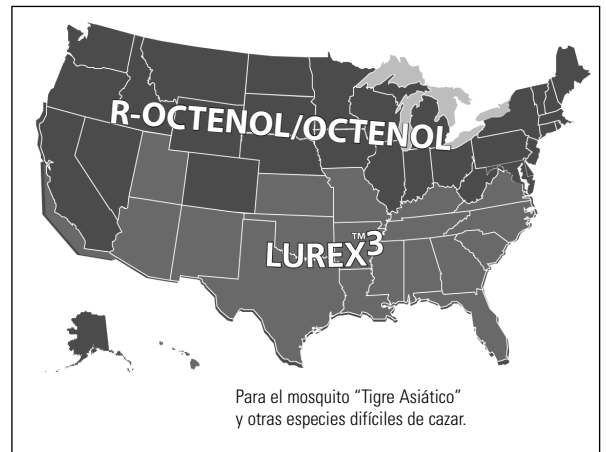 R-OCTENOL/OCTENOL
LUREX™3
Para el mosquito “Tigre Asiático”
y otras especies difíciles de cazar.